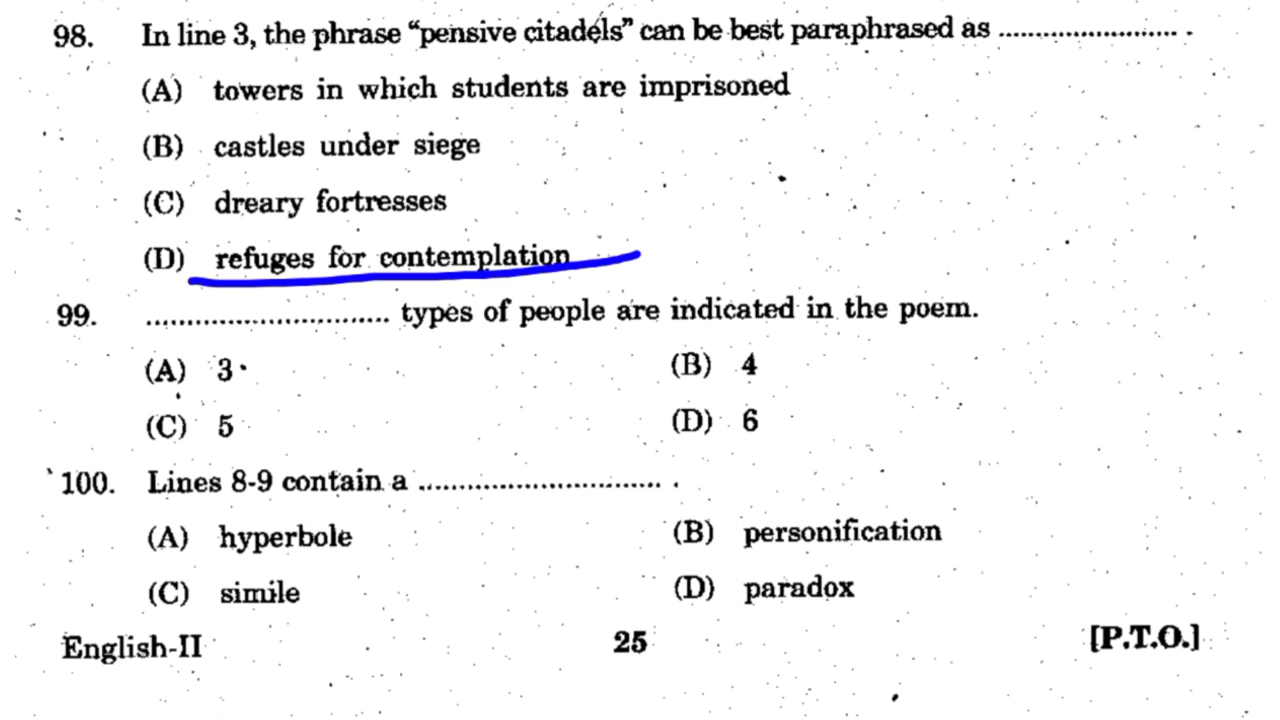 98. In line 3, the phrase “pensive citadels” can be best paraphrased as ........................ .
(A) towers in which students are imprisoned
(B) castles under siege
(C) dreary fortresses
(D) refuges for contemplation
99. ............................. types of people are indicated in the poem.
(A) 3 (B) 4
(C) 5 (D) 6
100. Lines 8-9 contain a ............................. .
(A) hyperbole (B) personification
(C) simile (D) paradox
English-II 25 [P.T.O.]